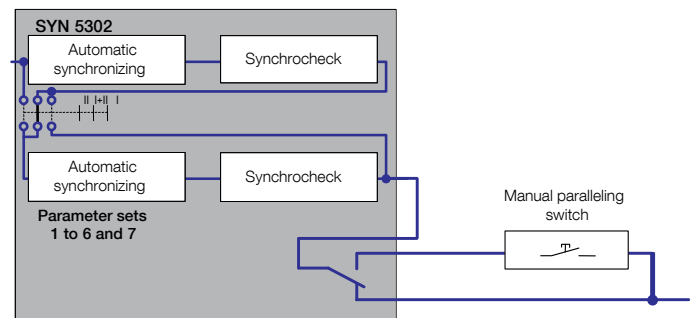 SYN 5302
Automatic
synchronizing
Synchrocheck
II I+II I
Automatic
synchronizing
Synchrocheck
Parameter sets
1 to 6 and 7
Manual paralleling
switch